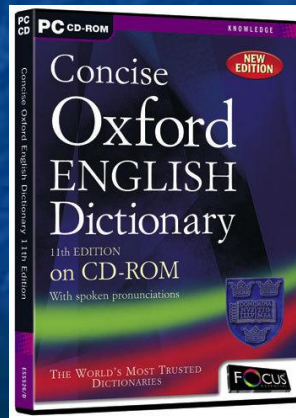 PC
CD
Concise Oxford English Dictionary 11th Edition
ESS526/D
PC CD-ROM
KNOWLEDGE
NEW
EDITION
Concise
Oxford
ENGLISH
Dictionary
11th EDITION
on CD-ROM
With spoken pronunciations
THE WORLD'S MOST TRUSTED
DICTIONARIES
FOCUS